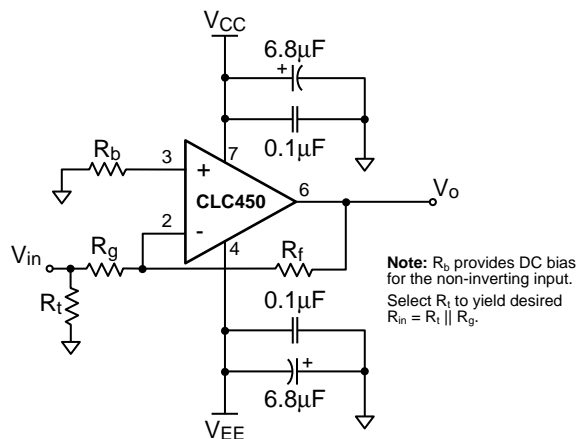 VCC
6.8µF
+
0.1µF
Rb
3
7
+
CLC450
6
Vo
2
-
4
Vin
Rg
Rf
Rt
Note: Rb provides DC bias
for the non-inverting input.
Select Rt to yield desired
Rin = Rt || Rg.
0.1µF
+
6.8µF
VEE